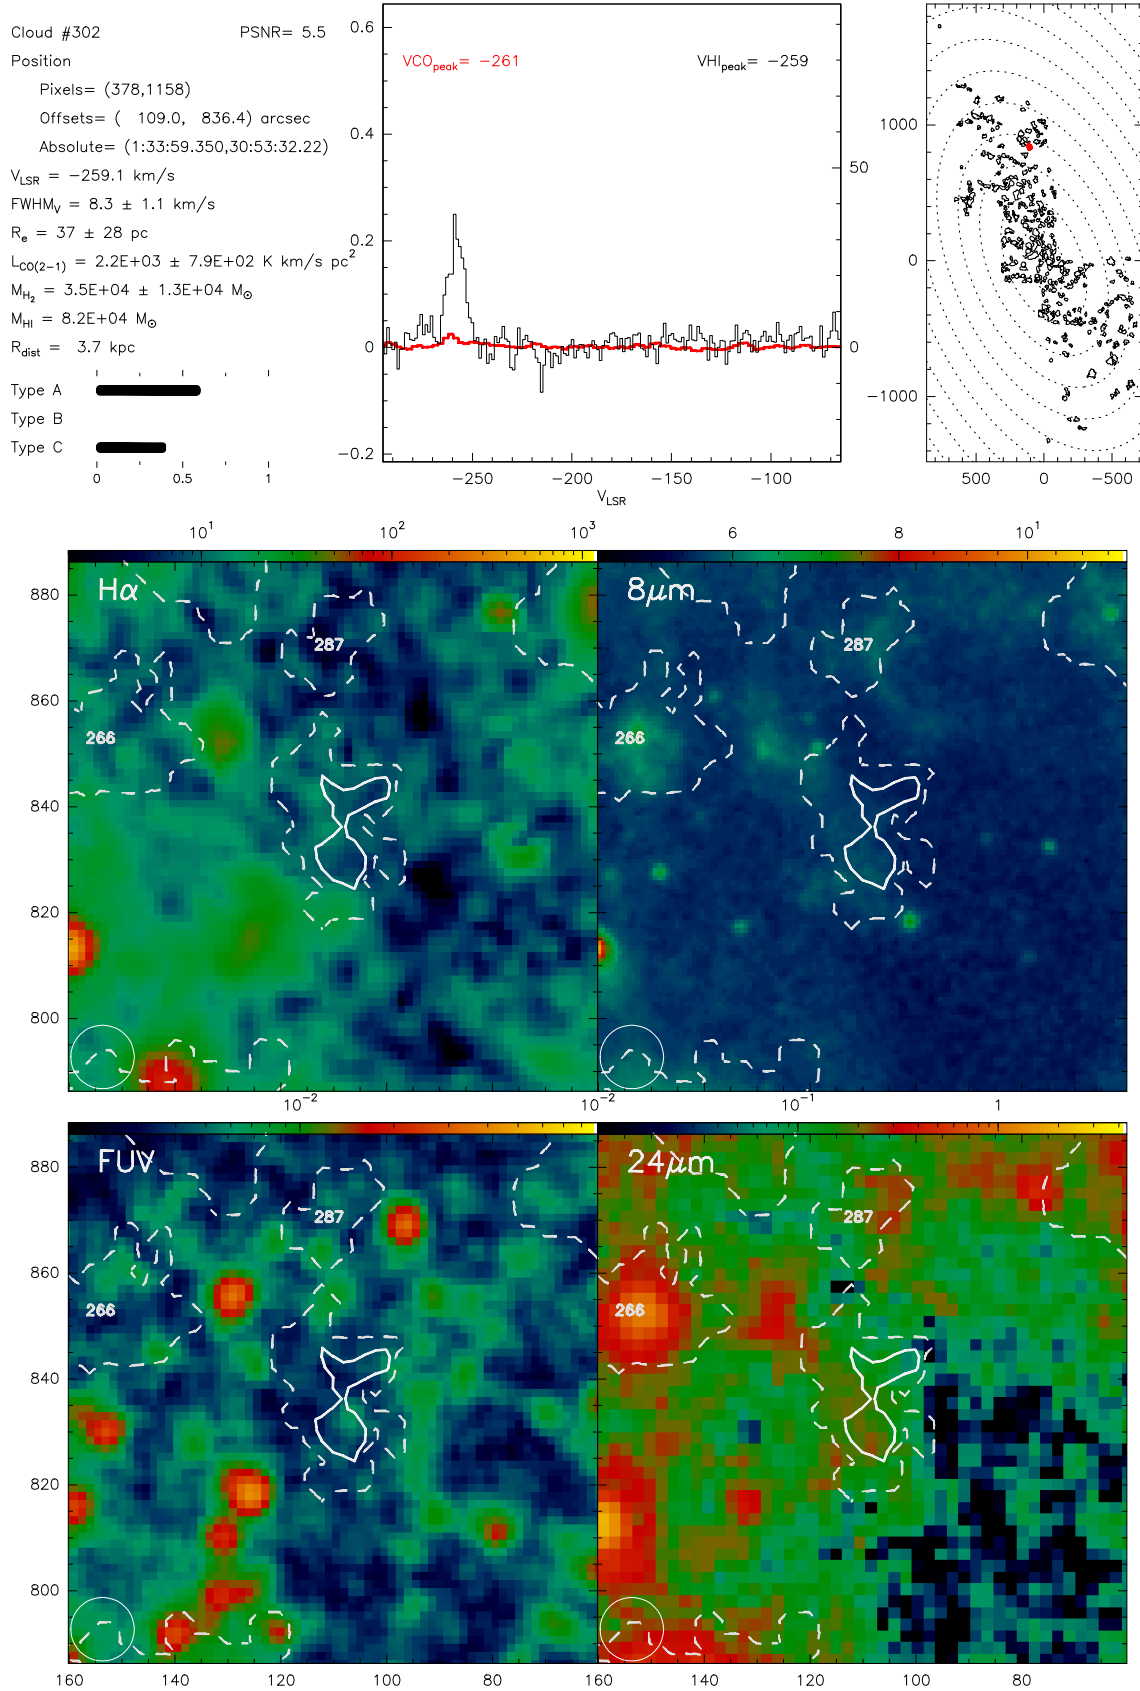 Cloud #302 PSNR= 5.5
Position
Pixels= (378,1158)
Offsets= ( 109.0, 836.4) arcsec
Absolute= (1:33:59.350,30:53:32.22)
V_LSR = −259.1 km/s
FWHM_V = 8.3 ± 1.1 km/s
R_e = 37 ± 28 pc
L_CO(2−1) = 2.2E+03 ± 7.9E+02 K km/s pc²
M_H₂ = 3.5E+04 ± 1.3E+04 M⊙
M_HI = 8.2E+04 M⊙
R_dist = 3.7 kpc
Type A
Type B
Type C
0 0.5 1
VCO_peak= −261 VHI_peak= −259
0.6
0.4
0.2
0
−0.2
50
0
−250 −200 −150 −100
V_LSR
1000
0
−1000
500 0 −500
10¹ 10² 10³
6 8 10¹
Hα
287
266
880
860
840
820
800
8μm
287
266
10⁻² 10⁻² 10⁻¹ 1
FUV
287
266
880
860
840
820
800
160 140 120 100 80
24μm
287
266
160 140 120 100 80